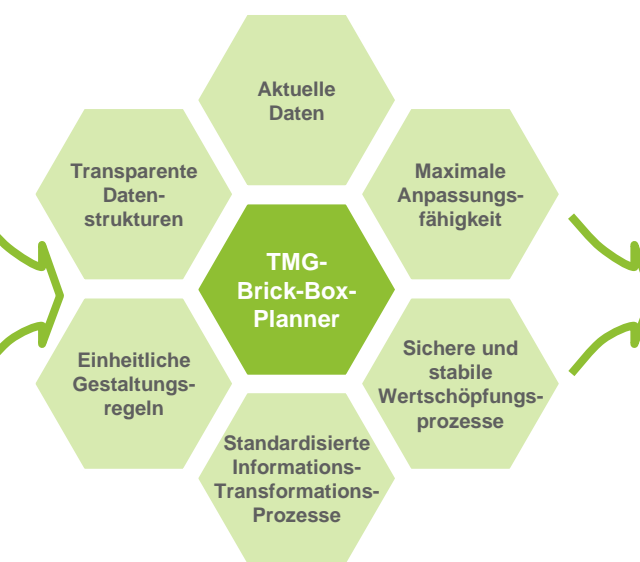 Aktuelle
Daten
Transparente
Daten-
strukturen
Maximale
Anpassungs-
fähigkeit
TMG-
Brick-Box-
Planner
Einheitliche
Gestaltungs-
regeln
Sichere und
stabile
Wertschöpfungs-
prozesse
Standardisierte
Informations-
Transformations-
Prozesse